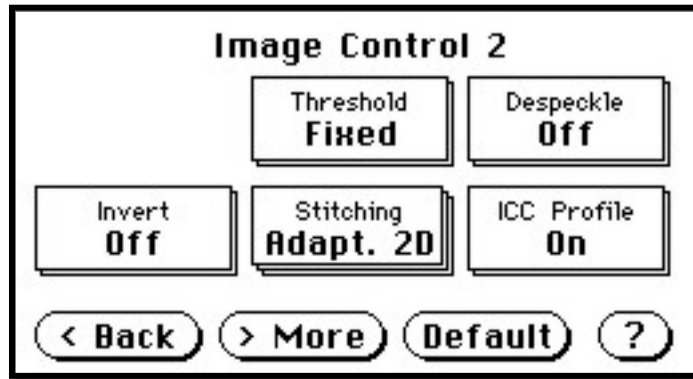 Image Control 2
Threshold
Fixed
Despeckle
Off
Invert
Off
Stitching
Adapt. 2D
ICC Profile
On
< Back
> More
Default
?